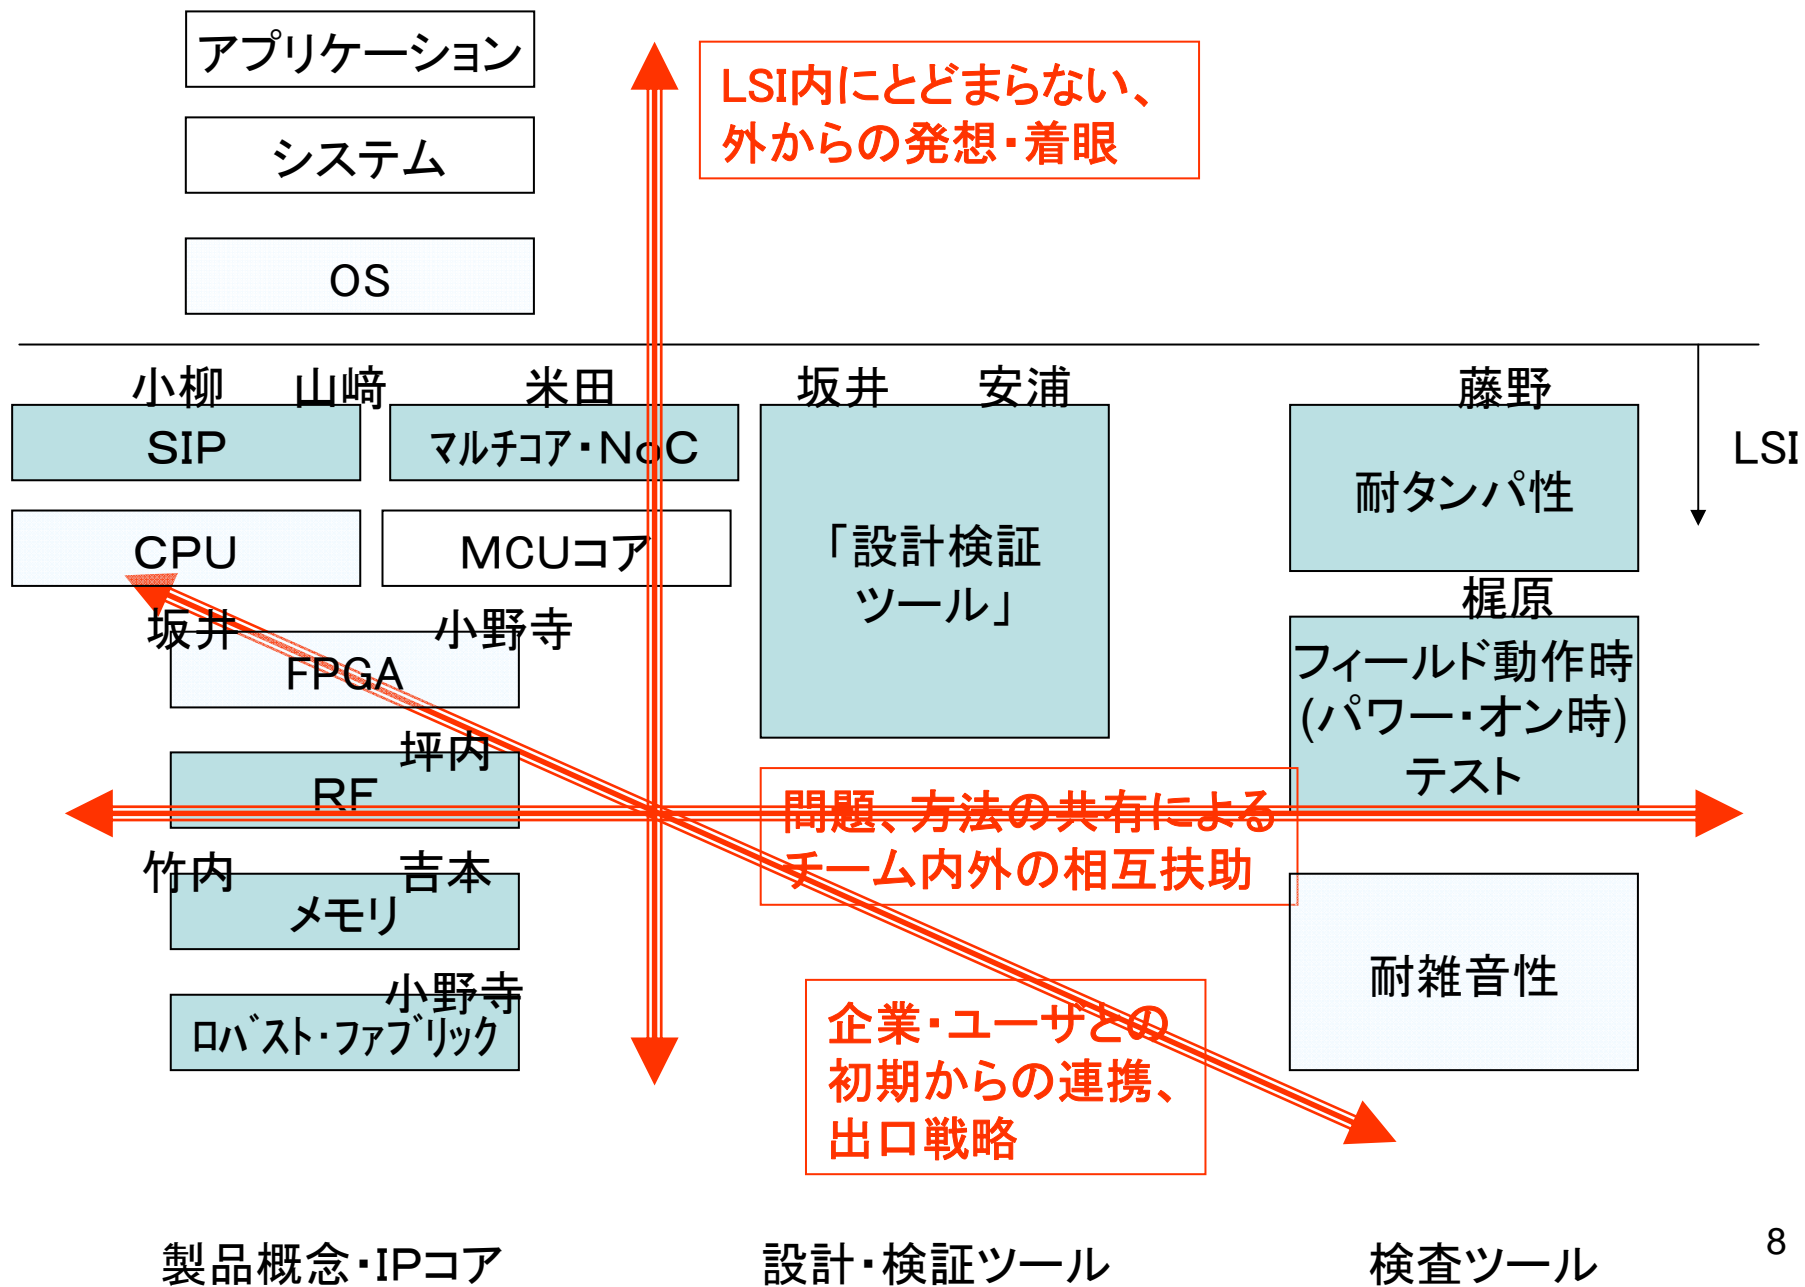 アプリケーション
LSI内にとどまらない、
外からの発想・着眼
システム
OS
小柳 山﨑 米田 坂井 安浦 藤野
SIP
マルチコア・NoC
LSI
耐タンパ性
CPU
MCUコア
「設計検証
ツール」
坂井 小野寺
梶原
FPGA
フィールド動作時
(パワー・オン時)
テスト
坪内
RF
問題、方法の共有による
チーム内外の相互扶助
竹内 吉本
メモリ
耐雑音性
小野寺
ロバスト・ファブリック
企業・ユーザとの
初期からの連携、
出口戦略
製品概念・IPコア
設計・検証ツール
検査ツール
8